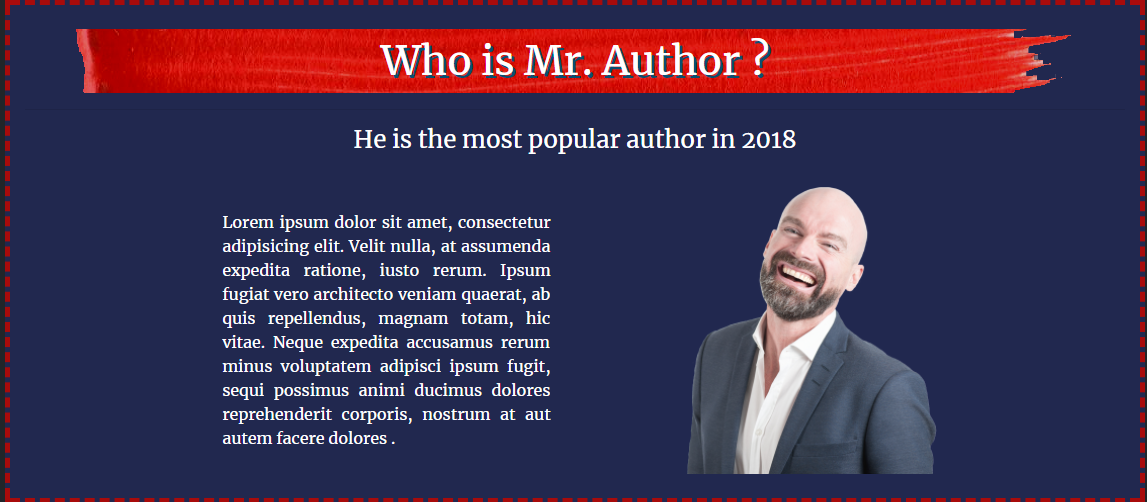 Who is Mr. Author ?
He is the most popular author in 2018
Lorem ipsum dolor sit amet, consectetur
adipisicing elit. Velit nulla, at assumenda
expedita ratione, iusto rerum. Ipsum
fugiat vero architecto veniam quaerat, ab
quis repellendus, magnam totam, hic
vitae. Neque expedita accusamus rerum
minus voluptatem adipisci ipsum fugit,
sequi possimus animi ducimus dolores
reprehenderit corporis, nostrum at aut
autem facere dolores .